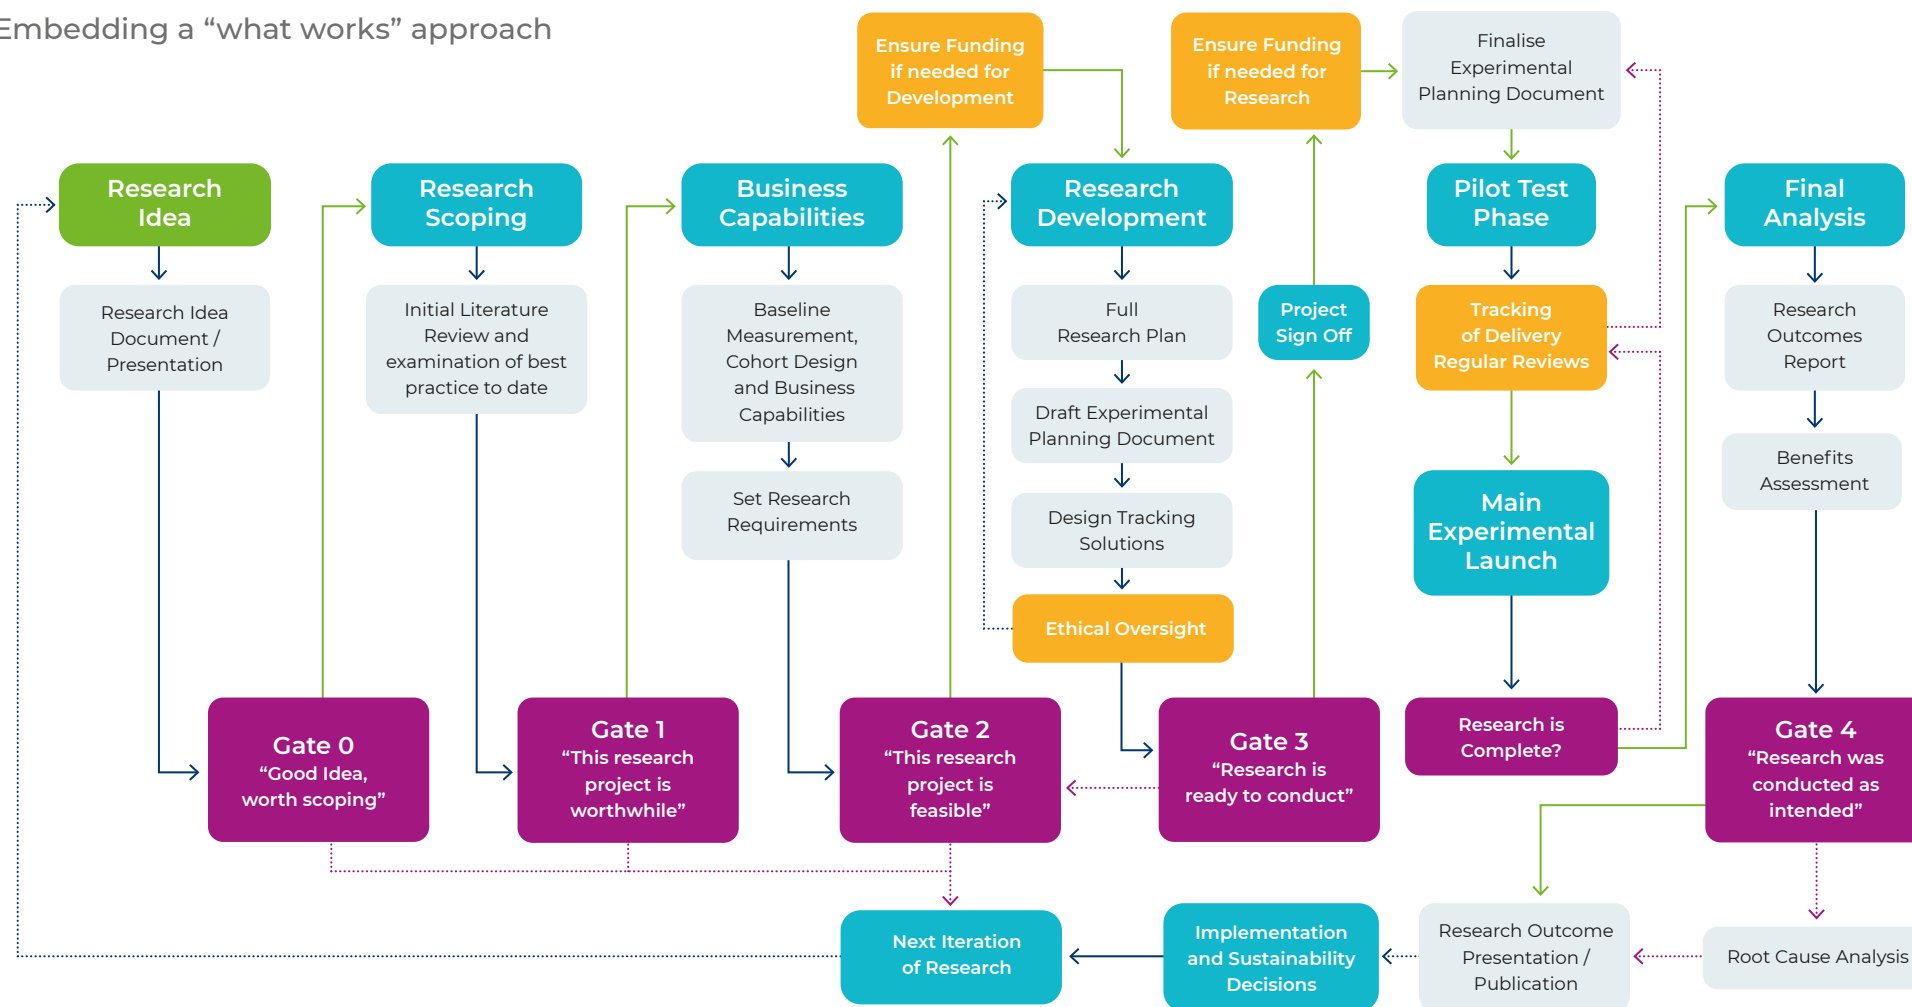 Embedding a “what works” approach
Ensure Funding
if needed for
Development
Ensure Funding
if needed for
Research
Finalise
Experimental
Planning Document
Research
Idea
Research
Scoping
Business
Capabilities
Research
Development
Pilot Test
Phase
Final
Analysis
Research Idea
Document /
Presentation
Initial Literature
Review and
examination of best
practice to date
Baseline
Measurement,
Cohort Design
and Business
Capabilities
Set Research
Requirements
Full
Research Plan
Draft Experimental
Planning Document
Design Tracking
Solutions
Ethical Oversight
Project
Sign Off
Tracking
of Delivery
Regular Reviews
Main
Experimental
Launch
Research
Outcomes
Report
Benefits
Assessment
Gate 0
“Good Idea,
worth scoping”
Gate 1
“This research
project is
worthwhile”
Gate 2
“This research
project is
feasible”
Gate 3
“Research is
ready to conduct”
Research is
Complete?
Gate 4
“Research was
conducted as
intended”
Next Iteration
of Research
Implementation
and Sustainability
Decisions
Research Outcome
Presentation /
Publication
Root Cause Analysis